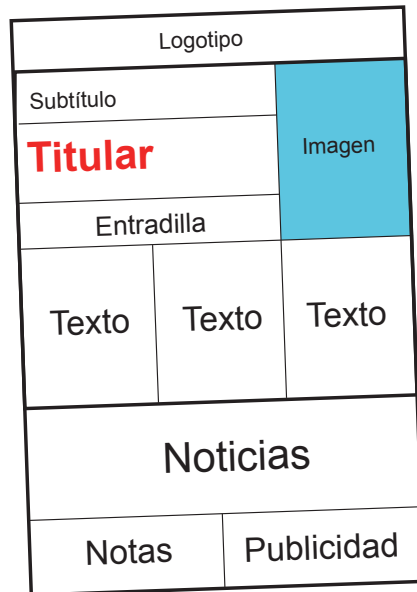 Logotipo
Subtítulo
Titular
Imagen
Entradilla
Texto Texto Texto
Noticias
Notas Publicidad